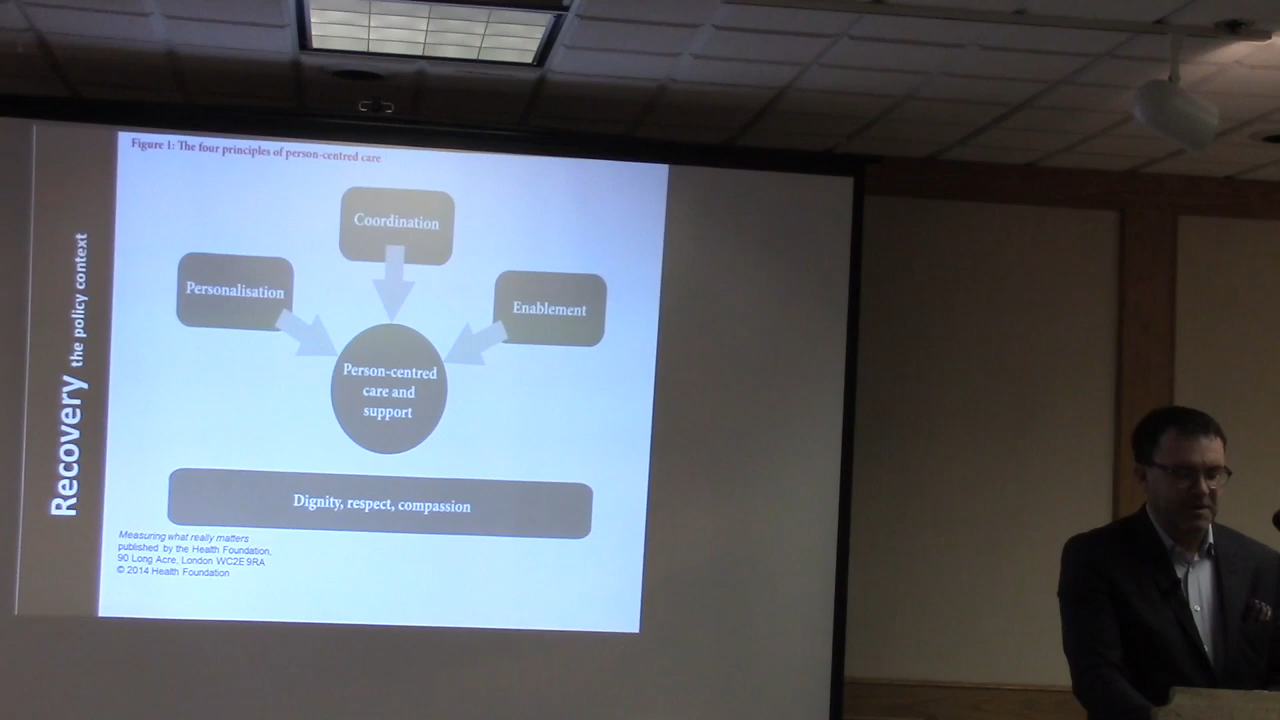 Recovery the policy context
Figure 1: The four principles of person-centred care
Coordination
Personalisation
Enablement
Person-centred
care and
support
Dignity, respect, compassion
Measuring what really matters
published by the Health Foundation,
90 Long Acre, London WC2E 9RA
© 2014 Health Foundation